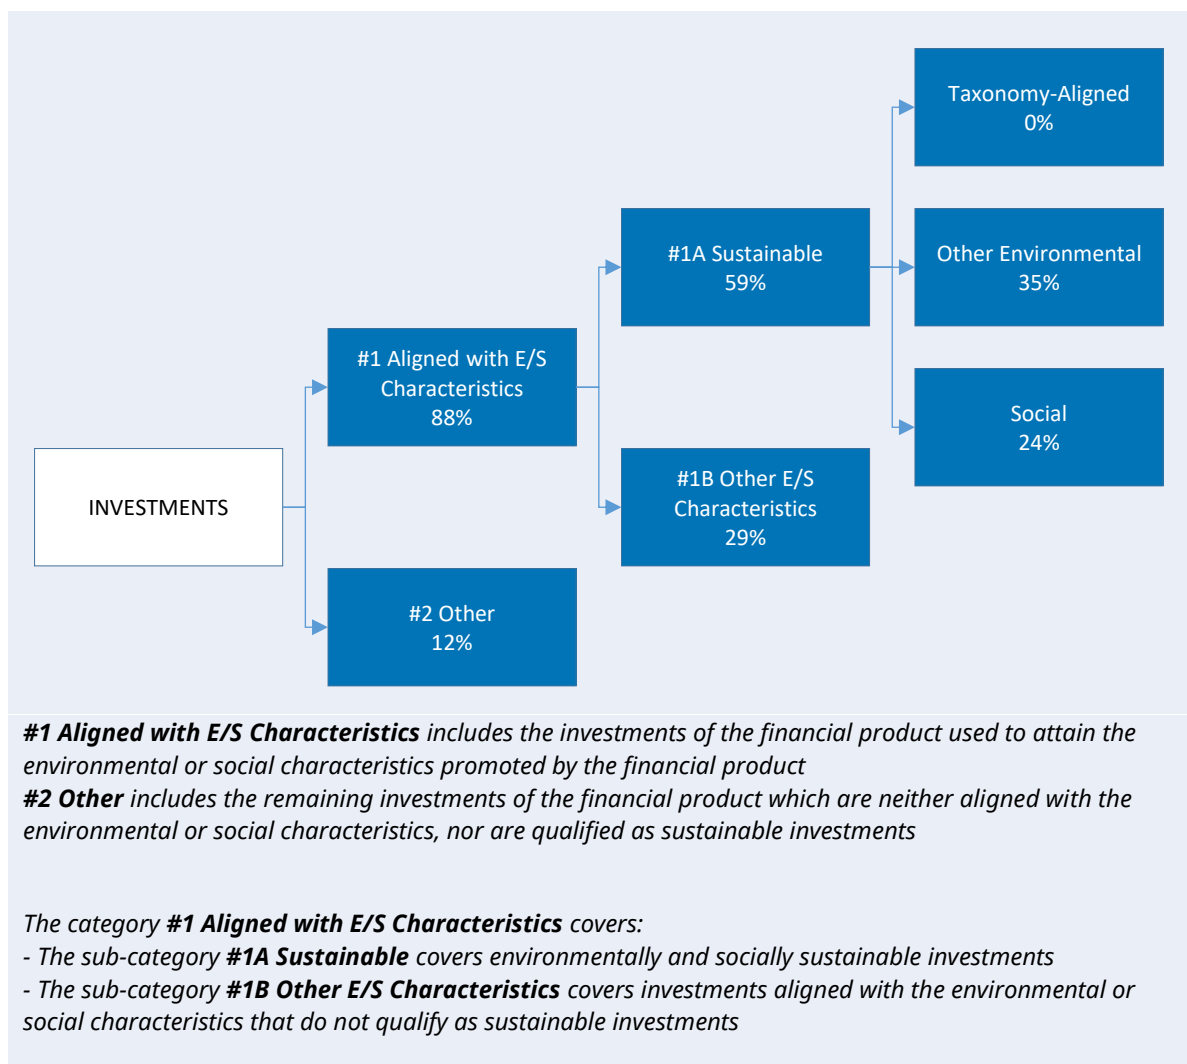 Taxonomy-Aligned
0%
#1A Sustainable
59%
Other Environmental
35%
#1 Aligned with E/S
Characteristics
88%
Social
24%
INVESTMENTS
#1B Other E/S
Characteristics
29%
#2 Other
12%
#1 Aligned with E/S Characteristics includes the investments of the financial product used to attain the
environmental or social characteristics promoted by the financial product
#2 Other includes the remaining investments of the financial product which are neither aligned with the
environmental or social characteristics, nor are qualified as sustainable investments
The category #1 Aligned with E/S Characteristics covers:
- The sub-category #1A Sustainable covers environmentally and socially sustainable investments
- The sub-category #1B Other E/S Characteristics covers investments aligned with the environmental or
social characteristics that do not qualify as sustainable investments